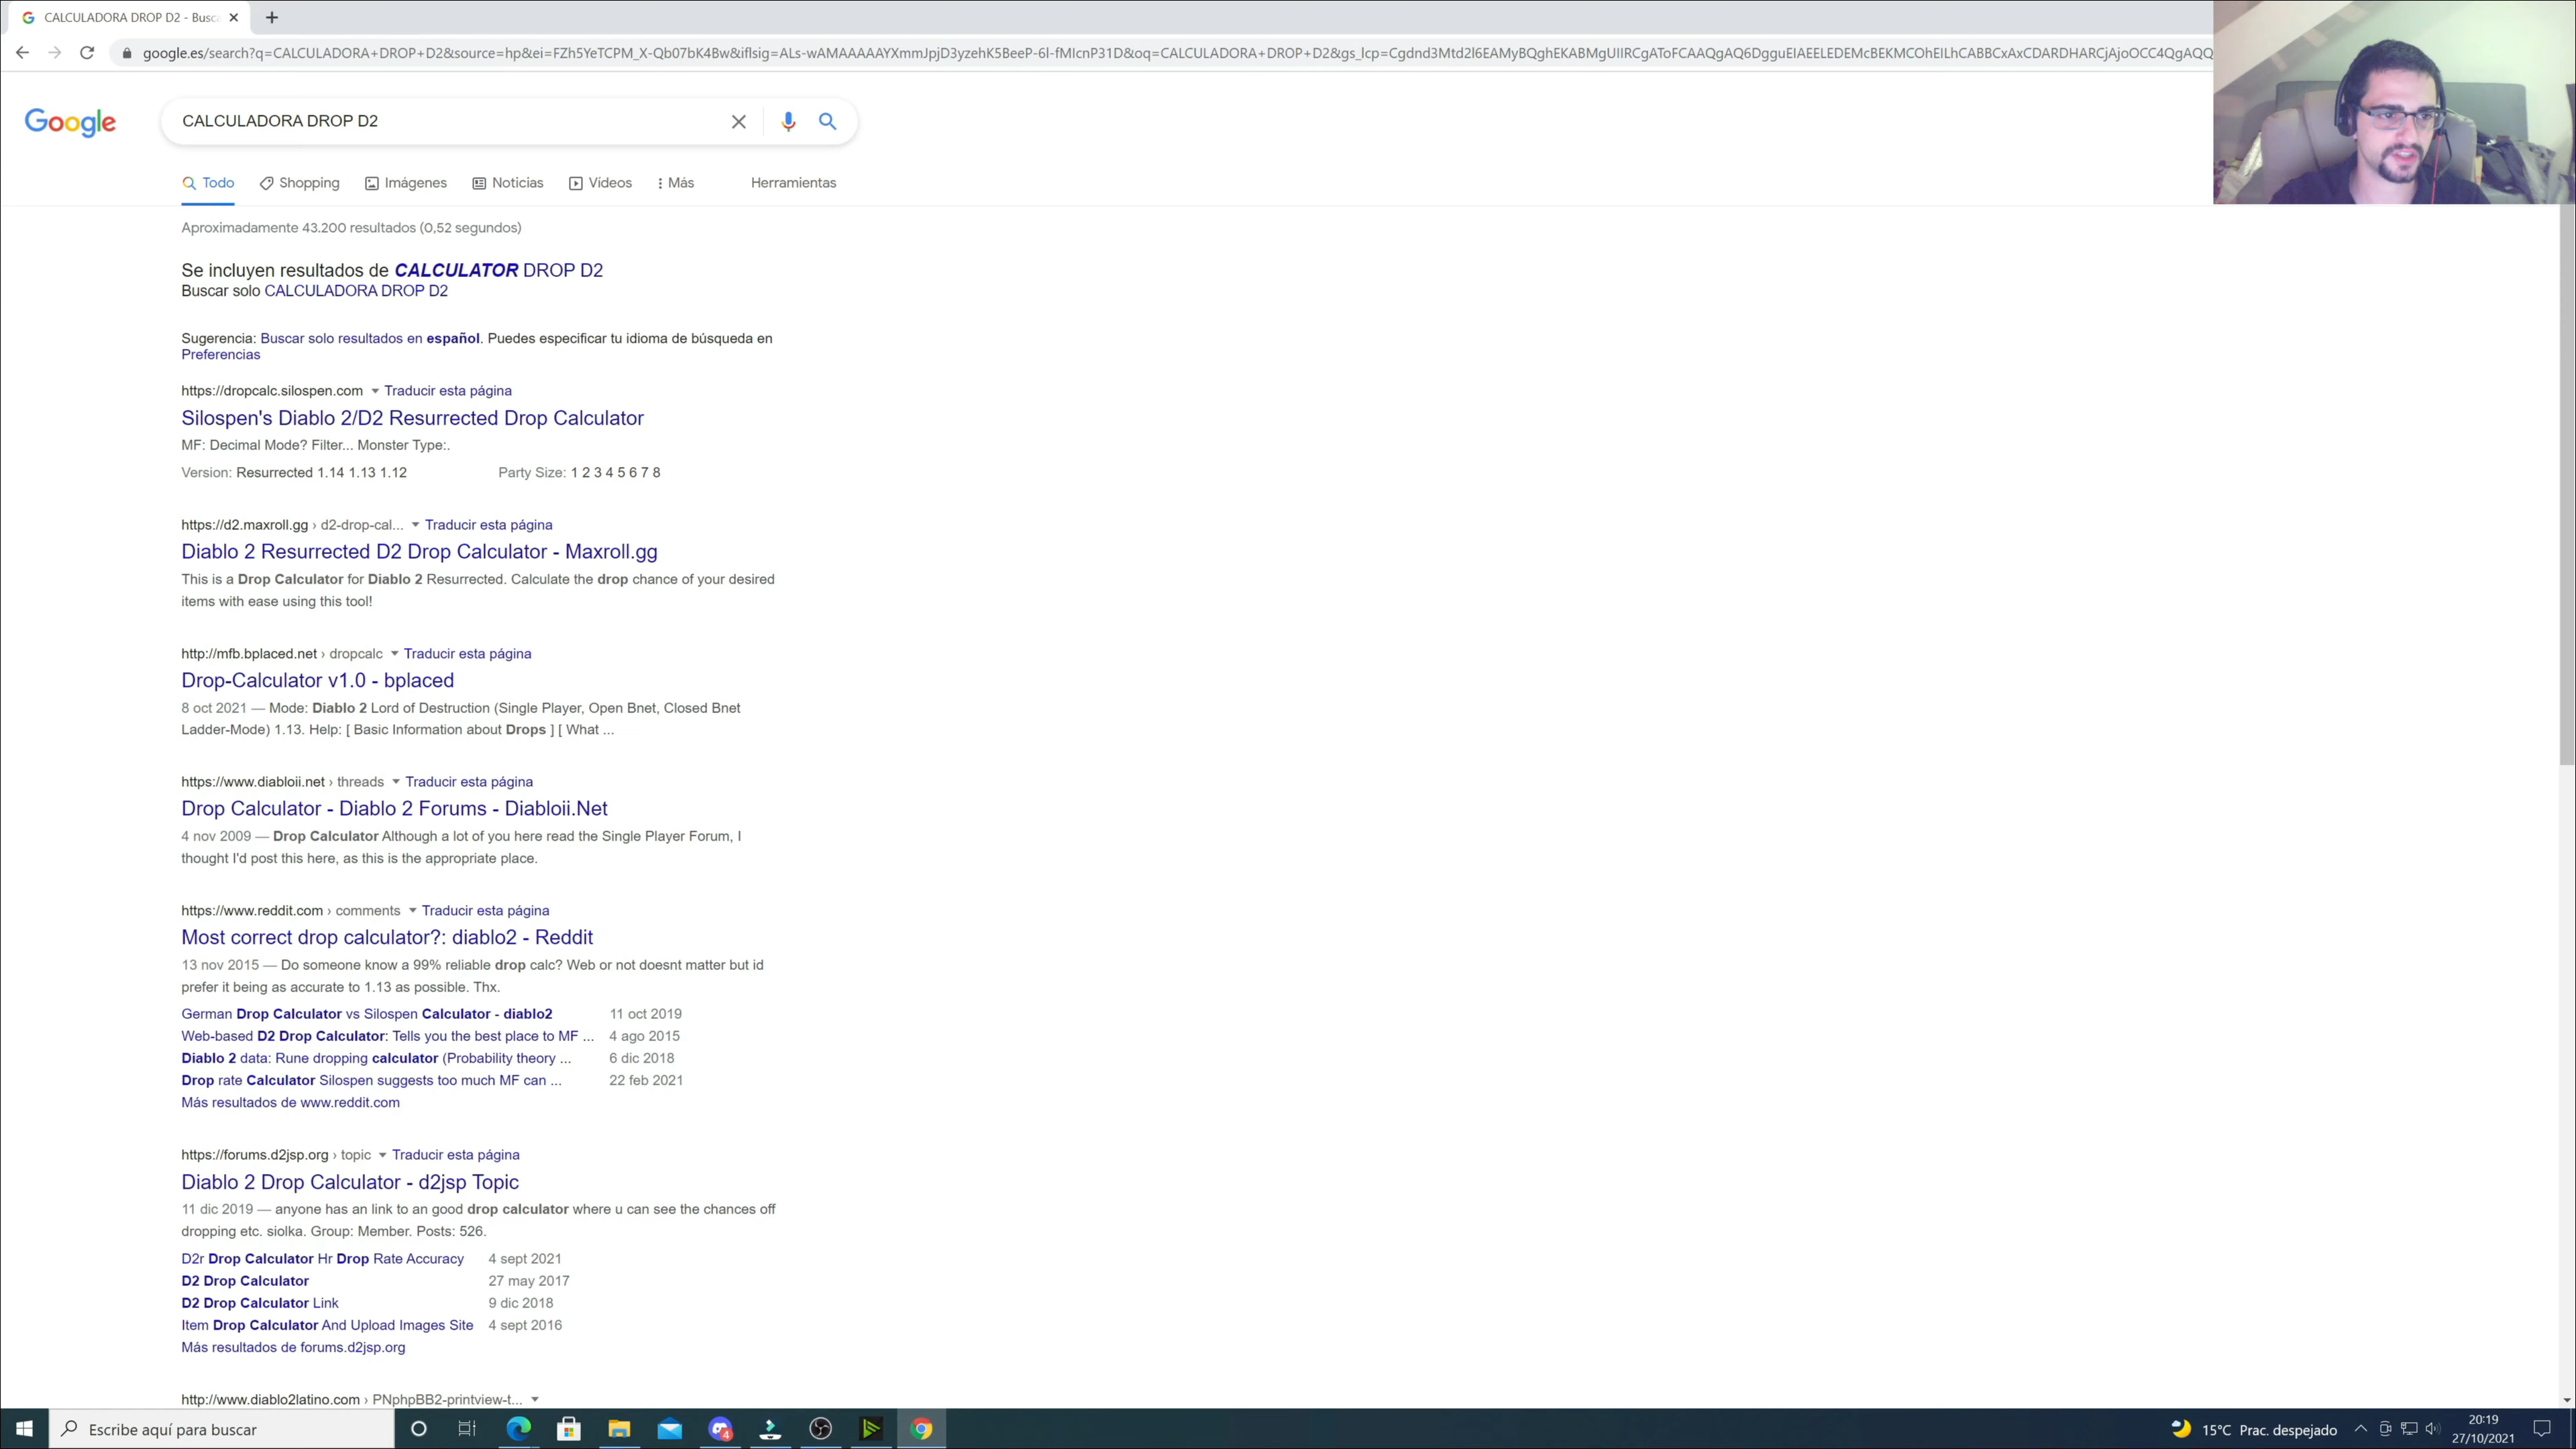 CALCULADORA DROP D2 - Busc
google.es/search?q=CALCULADORA+DROP+D2&source=hp&ei=FZh5YeTCPM_X-Qb07bK4Bw&iflsig=ALs-wAMAAAAAYXmmJpjD3yzehK5BeeP-6l-fMIcnP31D&oq=CALCULADORA+DROP+D2&gs_lcp=Cgdnd3Mtd2l6EAMyBQghEKABMgUIIRCgAToFCAAQgAQ6DgguEIAEELEDEMcBEKMCOhEILhCABBCxAxCDARDHARCjAjoOCC4QgAQQ
Google
CALCULADORA DROP D2
Todo Shopping Imágenes Noticias Vídeos Más Herramientas
Aproximadamente 43.200 resultados (0,52 segundos)
Se incluyen resultados de CALCULATOR DROP D2
Buscar solo CALCULADORA DROP D2
Sugerencia: Buscar solo resultados en español. Puedes especificar tu idioma de búsqueda en
Preferencias
https://dropcalc.silospen.com Traducir esta página
Silospen's Diablo 2/D2 Resurrected Drop Calculator
MF: Decimal Mode? Filter... Monster Type:.
Version: Resurrected 1.14 1.13 1.12 Party Size: 1 2 3 4 5 6 7 8
https://d2.maxroll.gg › d2-drop-cal... Traducir esta página
Diablo 2 Resurrected D2 Drop Calculator - Maxroll.gg
This is a Drop Calculator for Diablo 2 Resurrected. Calculate the drop chance of your desired
items with ease using this tool!
http://mfb.bplaced.net › dropcalc Traducir esta página
Drop-Calculator v1.0 - bplaced
8 oct 2021 — Mode: Diablo 2 Lord of Destruction (Single Player, Open Bnet, Closed Bnet
Ladder-Mode) 1.13. Help: [ Basic Information about Drops ] [ What ...
https://www.diabloii.net › threads Traducir esta página
Drop Calculator - Diablo 2 Forums - Diabloii.Net
4 nov 2009 — Drop Calculator Although a lot of you here read the Single Player Forum, I
thought I'd post this here, as this is the appropriate place.
https://www.reddit.com › comments Traducir esta página
Most correct drop calculator?: diablo2 - Reddit
13 nov 2015 — Do someone know a 99% reliable drop calc? Web or not doesnt matter but id
prefer it being as accurate to 1.13 as possible. Thx.
German Drop Calculator vs Silospen Calculator - diablo2 11 oct 2019
Web-based D2 Drop Calculator: Tells you the best place to MF ... 4 ago 2015
Diablo 2 data: Rune dropping calculator (Probability theory ... 6 dic 2018
Drop rate Calculator Silospen suggests too much MF can ... 22 feb 2021
Más resultados de www.reddit.com
https://forums.d2jsp.org › topic Traducir esta página
Diablo 2 Drop Calculator - d2jsp Topic
11 dic 2019 — anyone has an link to an good drop calculator where u can see the chances off
dropping etc. siolka. Group: Member. Posts: 526.
D2r Drop Calculator Hr Drop Rate Accuracy 4 sept 2021
D2 Drop Calculator 27 may 2017
D2 Drop Calculator Link 9 dic 2018
Item Drop Calculator And Upload Images Site 4 sept 2016
Más resultados de forums.d2jsp.org
http://www.diablo2latino.com › PNphpBB2-printview-t...
Escribe aquí para buscar
4
15°C Prac. despejado
20:19
27/10/2021